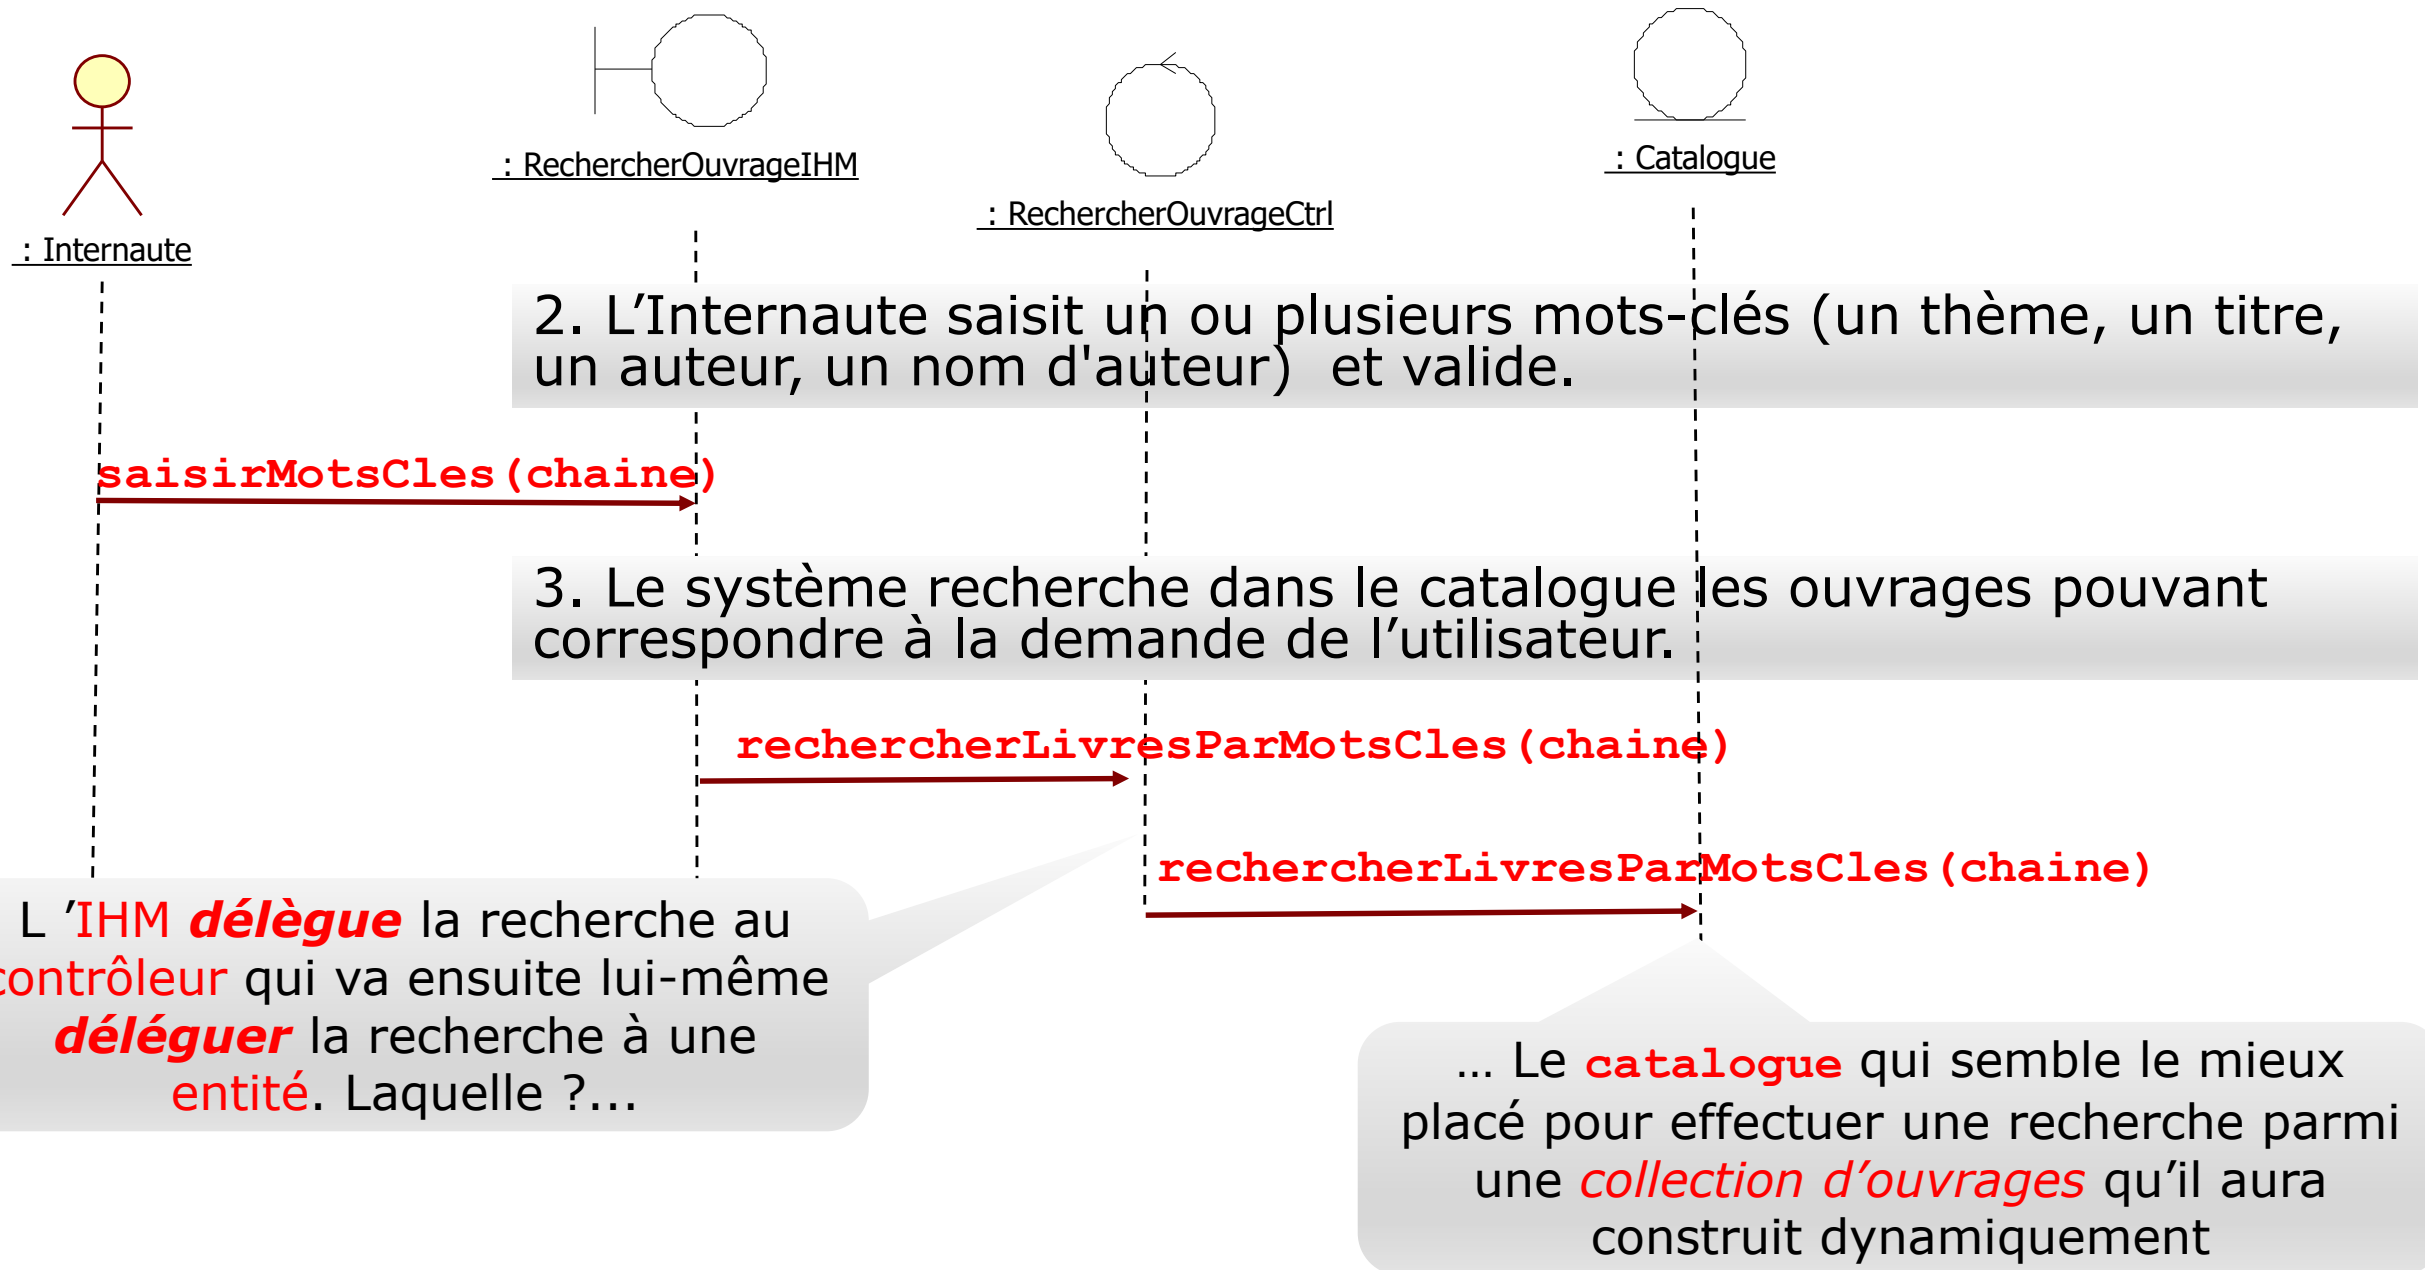 : RechercherOuvrageIHM
: Catalogue
: RechercherOuvrageCtrl
: Internaute
2. L’Internaute saisit un ou plusieurs mots-clés (un thème, un titre,
un auteur, un nom d'auteur)  et valide.
saisirMotsCles(chaine)
3. Le système recherche dans le catalogue les ouvrages pouvant
correspondre à la demande de l’utilisateur.
rechercherLivresParMotsCles(chaine)
rechercherLivresParMotsCles(chaine)
L ’IHM délègue la recherche au
contrôleur qui va ensuite lui-même
déléguer la recherche à une
entité. Laquelle ?...
... Le catalogue qui semble le mieux
placé pour effectuer une recherche parmi
une collection d’ouvrages qu’il aura
construit dynamiquement